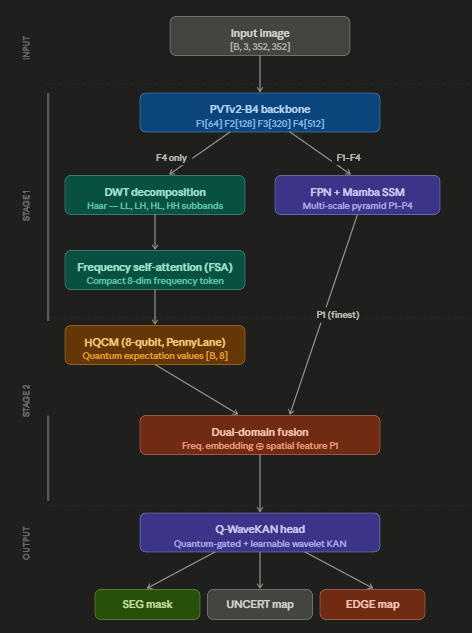 INPUT
Input image
[B, 3, 352, 352]
STAGE 1
PVTv2-B4 backbone
F1[64] F2[128] F3[320] F4[512]
F4 only
F1–F4
DWT decomposition
Haar — LL, LH, HL, HH subbands
FPN + Mamba SSM
Multi-scale pyramid P1–P4
Frequency self-attention (FSA)
Compact 8-dim frequency token
P1 (finest)
HQCM (8-qubit, PennyLane)
Quantum expectation values [B, 8]
STAGE 2
Dual-domain fusion
Freq. embedding ⊕ spatial feature P1
OUTPUT
Q-WaveKAN head
Quantum-gated + learnable wavelet KAN
SEG mask
UNCERT map
EDGE map